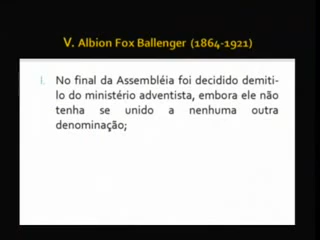 V. Albion Fox Ballenger (1864-1921)
i. No final da Assembléia foi decidido demiti-
lo do ministério adventista, embora ele não
tenha se unido a nenhuma outra
denominação;